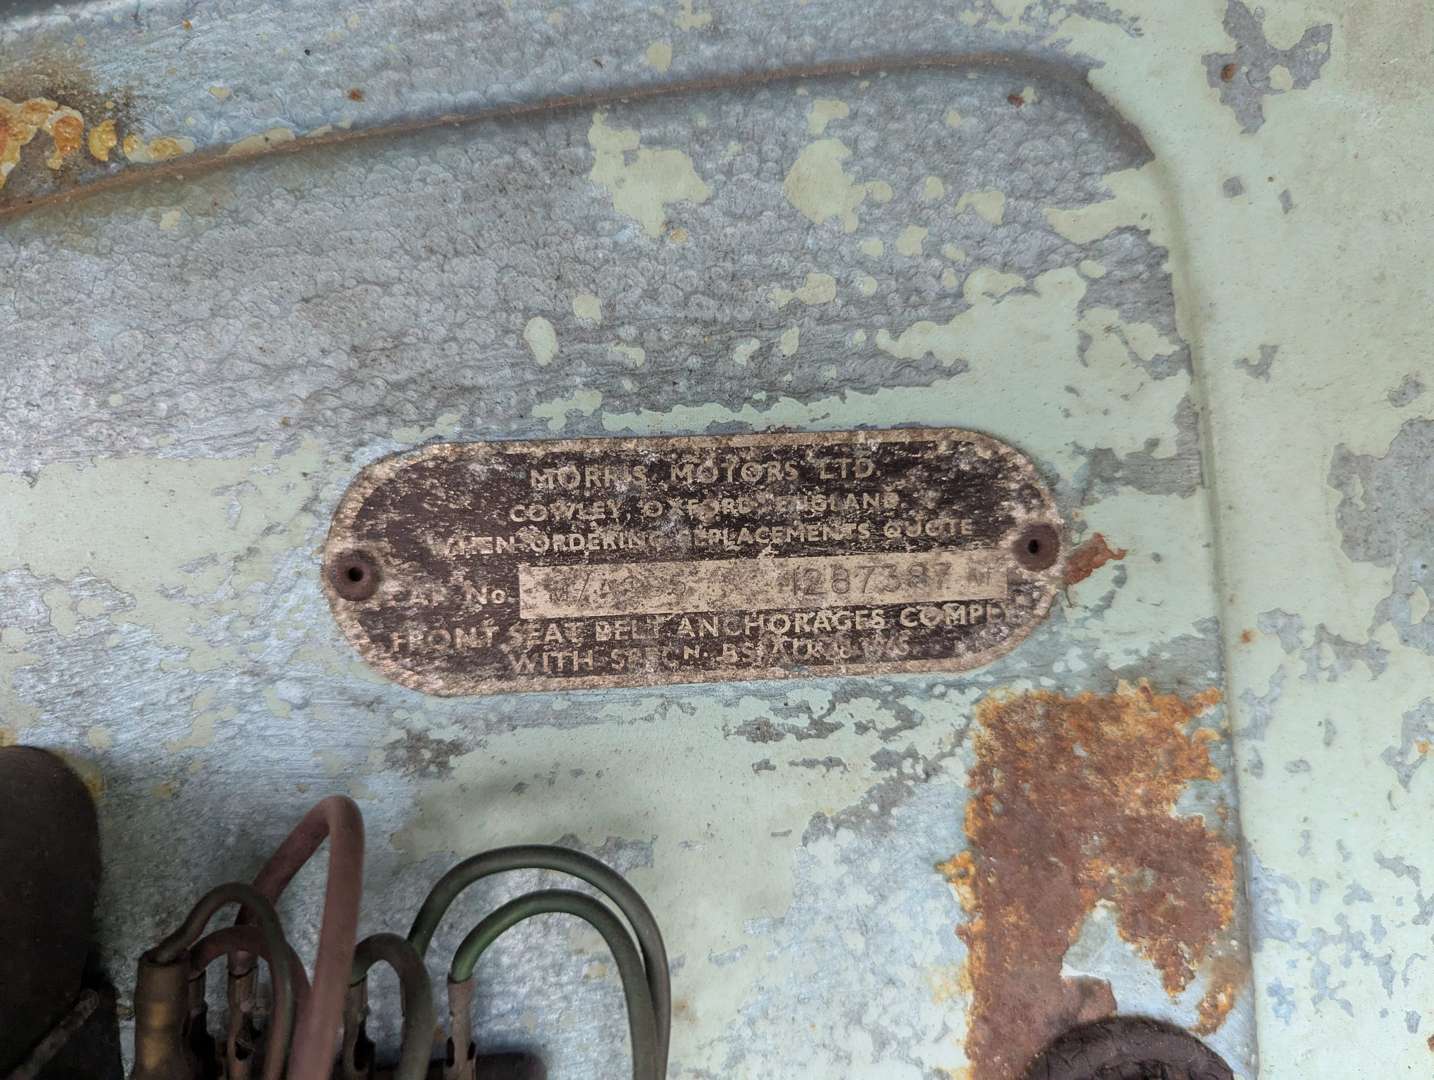 MORRIS MOTORS LTD.
COWLEY, OXFORD, ENGLAND.
WHEN ORDERING REPLACEMENTS QUOTE
CAR No 1287387
FRONT SEAT BELT ANCHORAGES COMPLY
WITH SPECN.